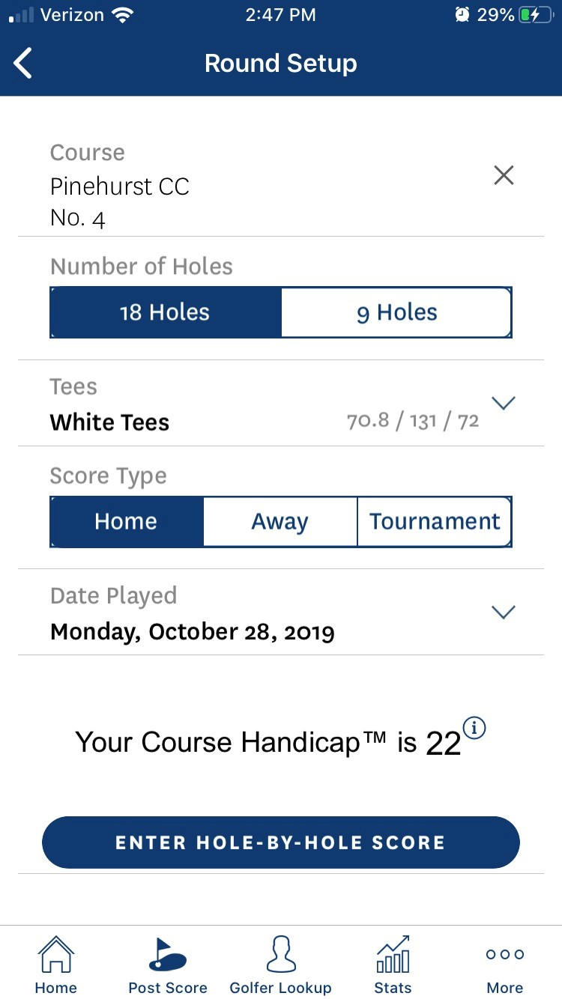 Verizon 2:47 PM 29%
Round Setup
Course
Pinehurst CC
No. 4
Number of Holes
18 Holes 9 Holes
Tees
White Tees 70.8 / 131 / 72
Score Type
Home Away Tournament
Date Played
Monday, October 28, 2019
Your Course Handicap™ is 22 i
ENTER HOLE-BY-HOLE SCORE
Home Post Score Golfer Lookup Stats More